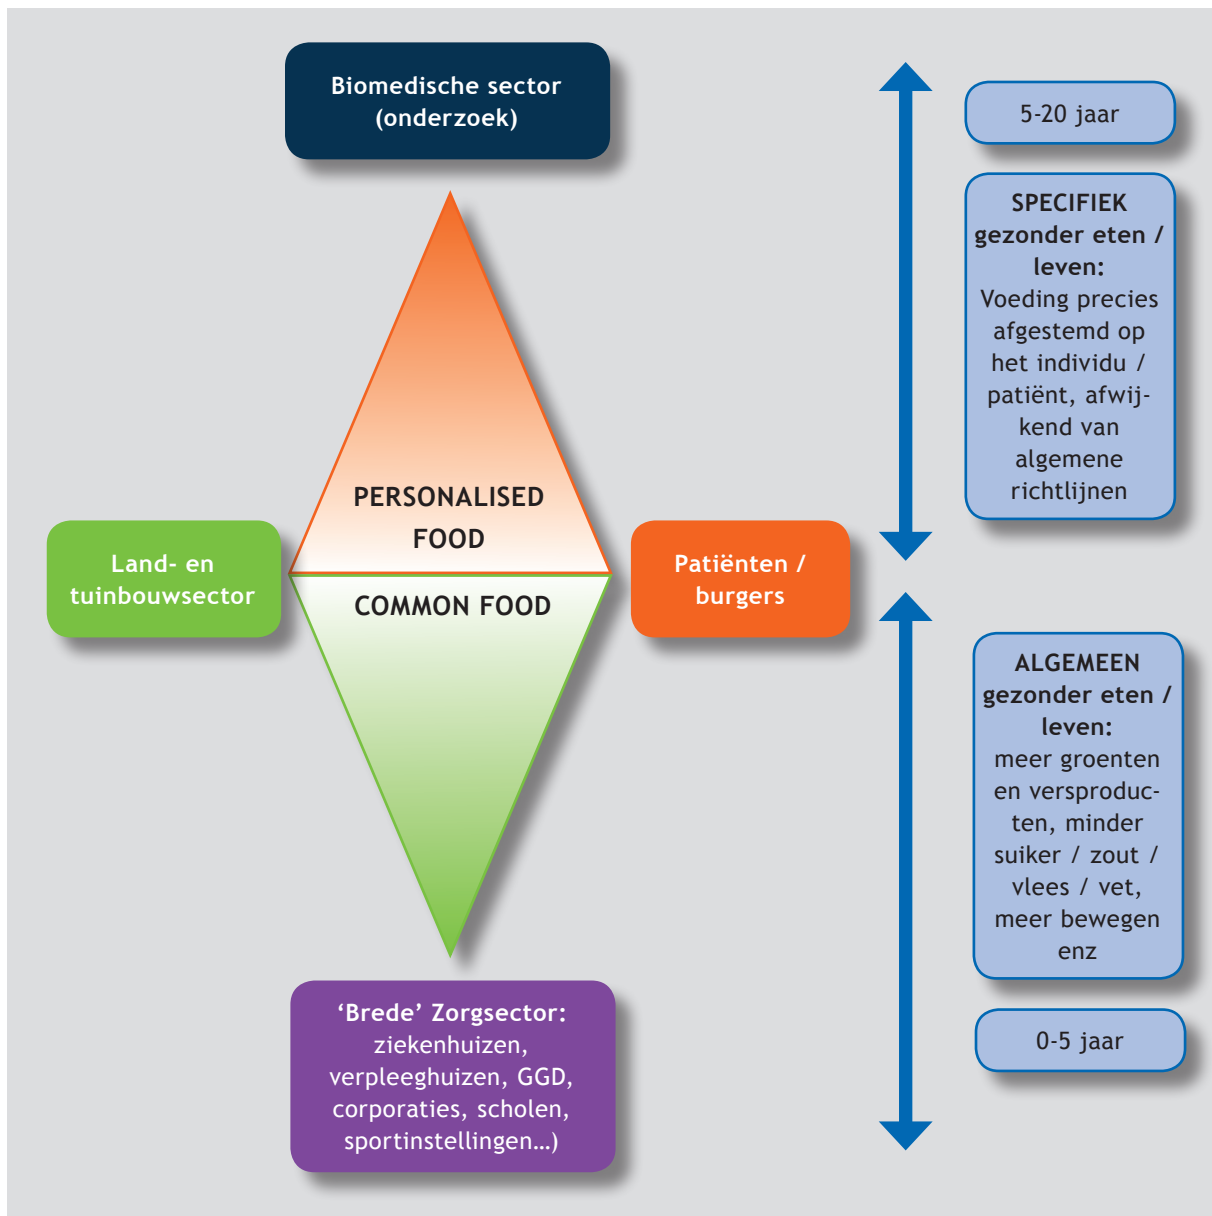 Biomedische sector
(onderzoek)
PERSONALISED
FOOD
Land- en
tuinbouwsector
Patiënten /
burgers
COMMON FOOD
‘Brede’ Zorgsector:
ziekenhuizen,
verpleeghuizen, GGD,
corporaties, scholen,
sportinstellingen…)
5-20 jaar
SPECIFIEK
gezonder eten /
leven:
Voeding precies
afgestemd op
het individu /
patiënt, afwij-
kend van
algemene
richtlijnen
ALGEMEEN
gezonder eten /
leven:
meer groenten
en versproduc-
ten, minder
suiker / zout /
vlees / vet,
meer bewegen
enz
0-5 jaar